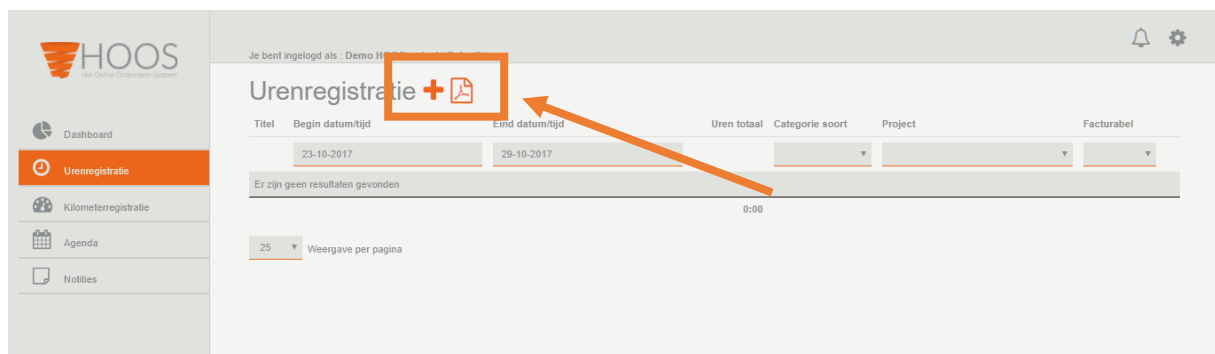 HOOS
Het Online Ondernemers Systeem
Je bent ingelogd als : Demo
Urenregistratie
Titel Begin datum/tijd Eind datum/tijd Uren totaal Categorie soort Project Facturabel
23-10-2017 29-10-2017
Er zijn geen resultaten gevonden
0:00
25 Weergave per pagina
Dashboard
Urenregistratie
Kilometerregistratie
Agenda
Notities